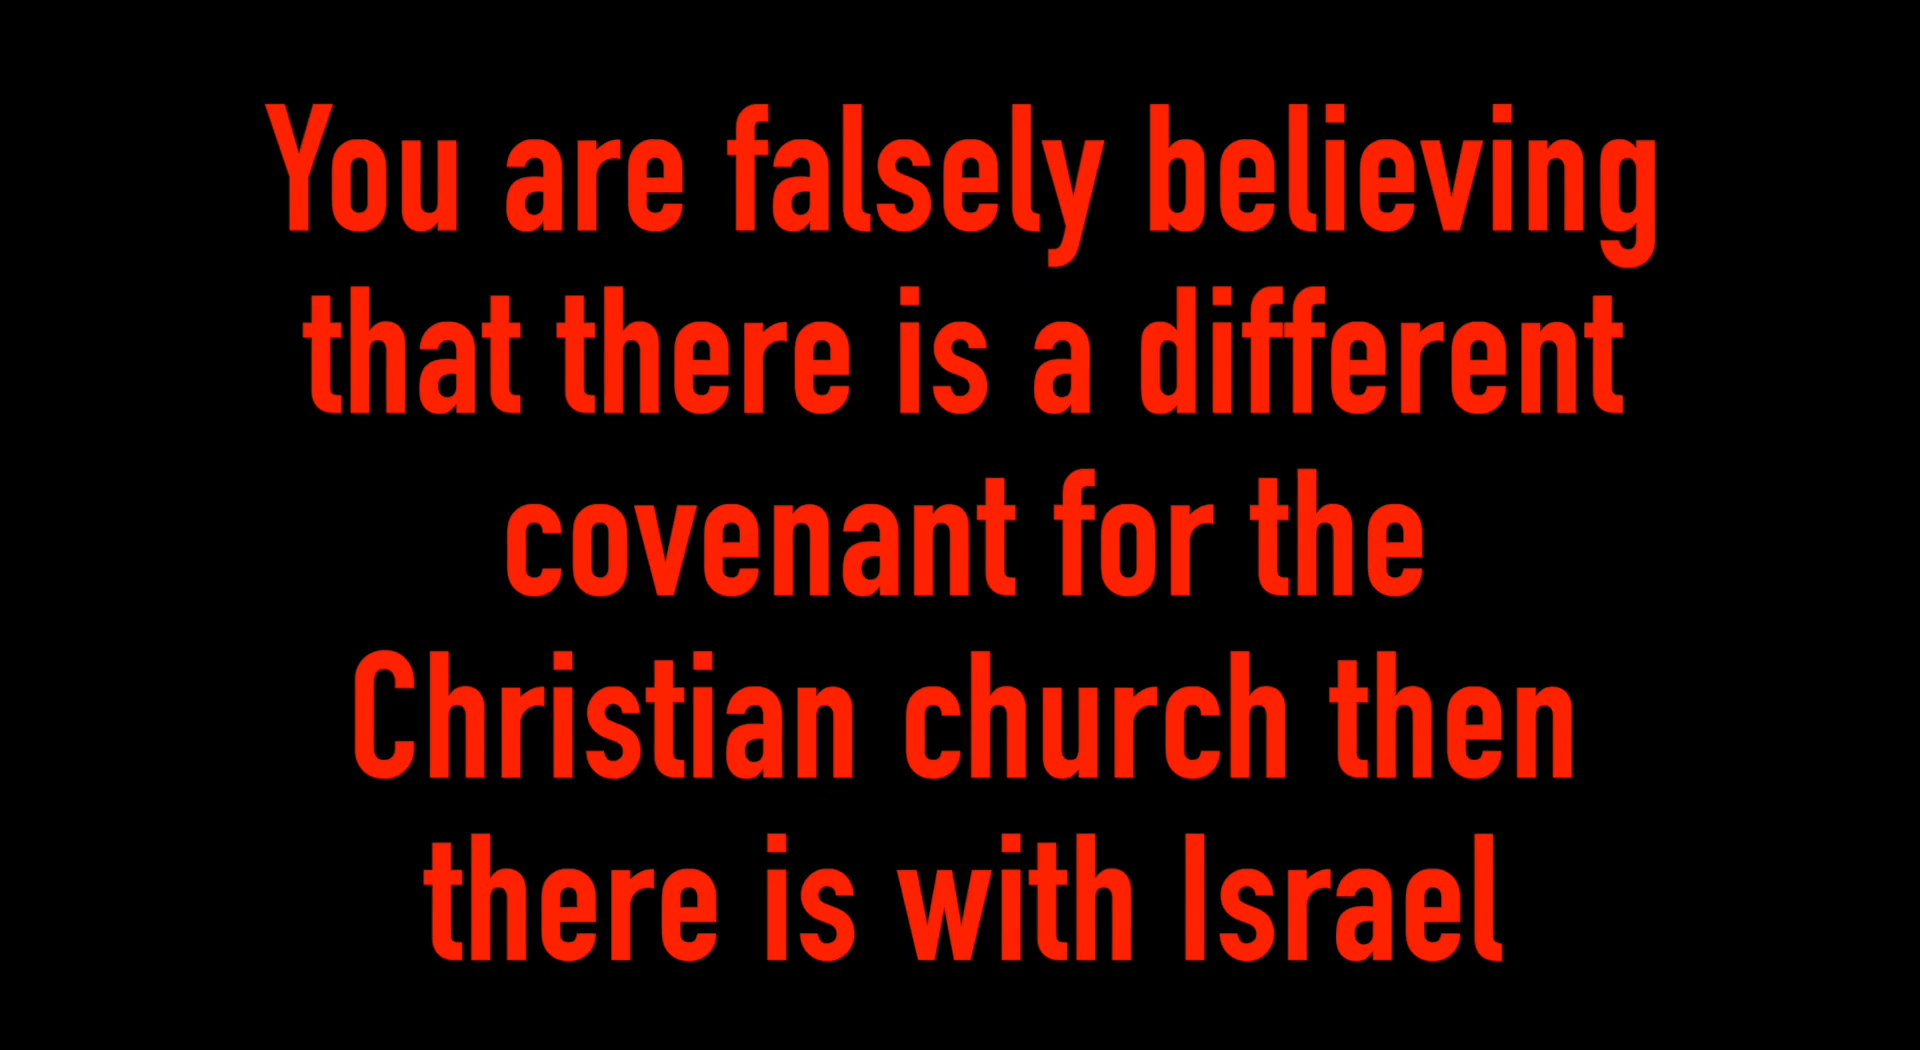 You are falsely believing
that there is a different
covenant for the
Christian church then
there is with Israel